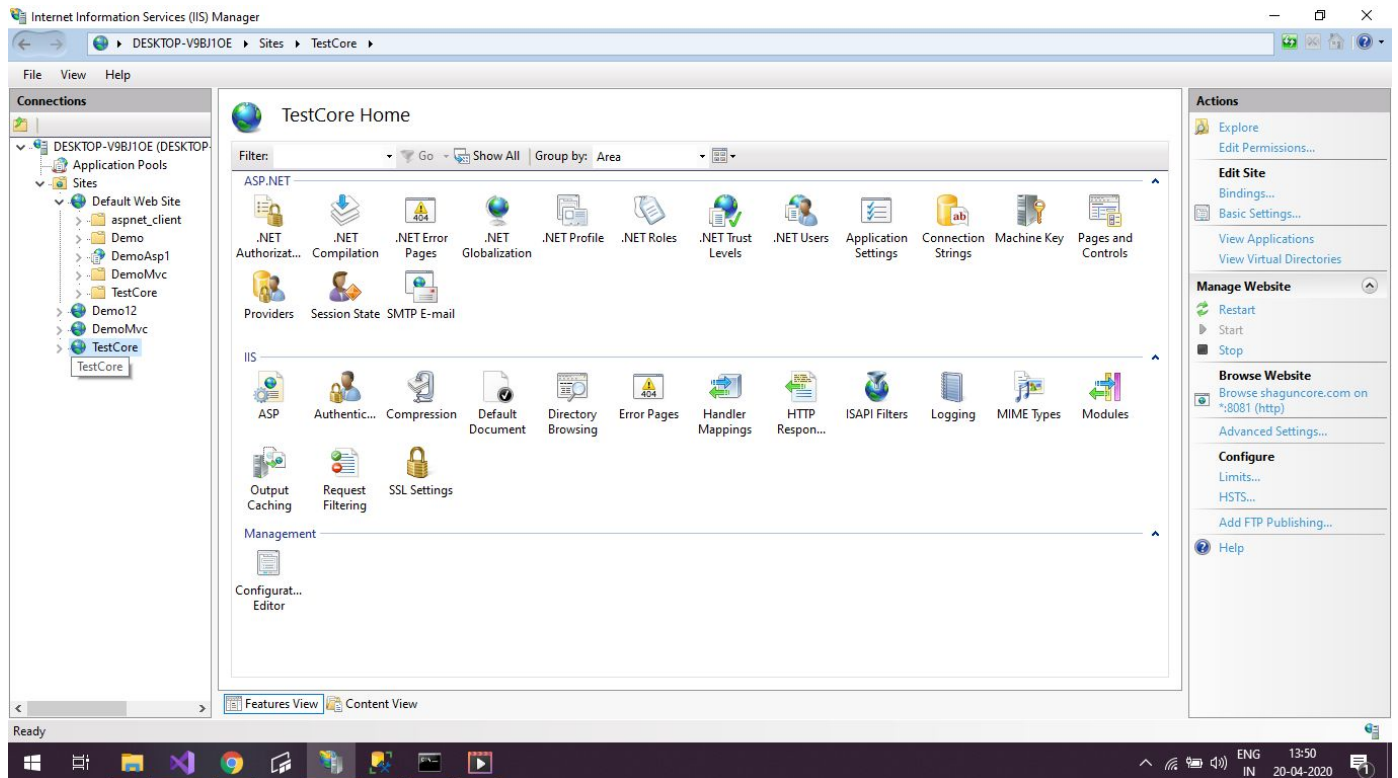 Internet Information Services (IIS) Manager
DESKTOP-V9BJ1OE Sites TestCore
File View Help
Connections
DESKTOP-V9BJ1OE (DESKTOP-
Application Pools
Sites
Default Web Site
aspnet_client
Demo
DemoAsp1
DemoMvc
TestCore
Demo12
DemoMvc
TestCore
TestCore
TestCore Home
Filter: Go Show All Group by: Area
ASP.NET
.NET Authorizat...
.NET Compilation
404
.NET Error Pages
.NET Globalization
.NET Profile
.NET Roles
.NET Trust Levels
.NET Users
Application Settings
ab
Connection Strings
Machine Key
Pages and Controls
Providers
Session State
SMTP E-mail
IIS
ASP
Authentic...
Compression
Default Document
Directory Browsing
404
Error Pages
Handler Mappings
HTTP Respon...
ISAPI Filters
Logging
MIME Types
Modules
Output Caching
Request Filtering
SSL Settings
Management
Configurat... Editor
Features View Content View
Actions
Explore
Edit Permissions...
Edit Site
Bindings...
Basic Settings...
View Applications
View Virtual Directories
Manage Website
Restart
Start
Stop
Browse Website
Browse shaguncore.com on
*:8081 (http)
Advanced Settings...
Configure
Limits...
HSTS...
Add FTP Publishing...
Help
Ready
ENG
IN
13:50
20-04-2020
1